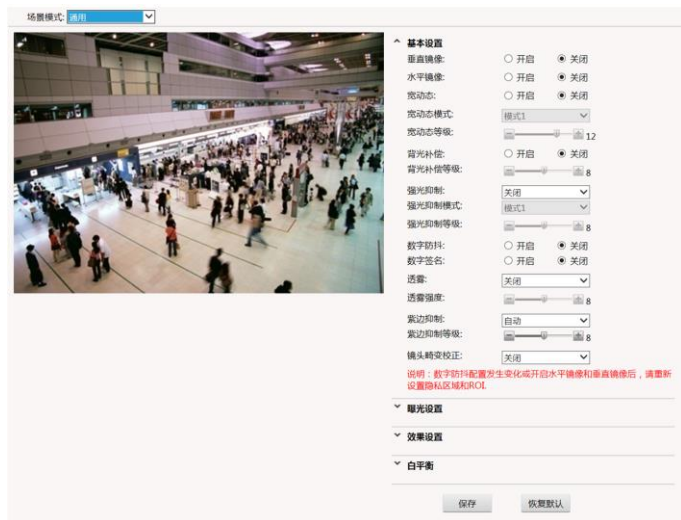 场景模式: 通用
基本设置
垂直镜像: 开启 关闭
水平镜像: 开启 关闭
宽动态: 开启 关闭
宽动态模式: 模式1
宽动态等级: 12
背光补偿: 开启 关闭
背光补偿等级: 8
强光抑制: 关闭
强光抑制模式: 模式1
强光抑制等级: 8
数字防抖: 开启 关闭
数字签名: 开启 关闭
透雾: 关闭
透雾强度: 8
紫边抑制: 自动
紫边抑制等级: 8
镜头畸变校正: 关闭
说明：数字防抖配置发生变化或开启水平镜像和垂直镜像后，请重新
设置隐私区域和ROI.
曝光设置
效果设置
白平衡
保存 恢复默认